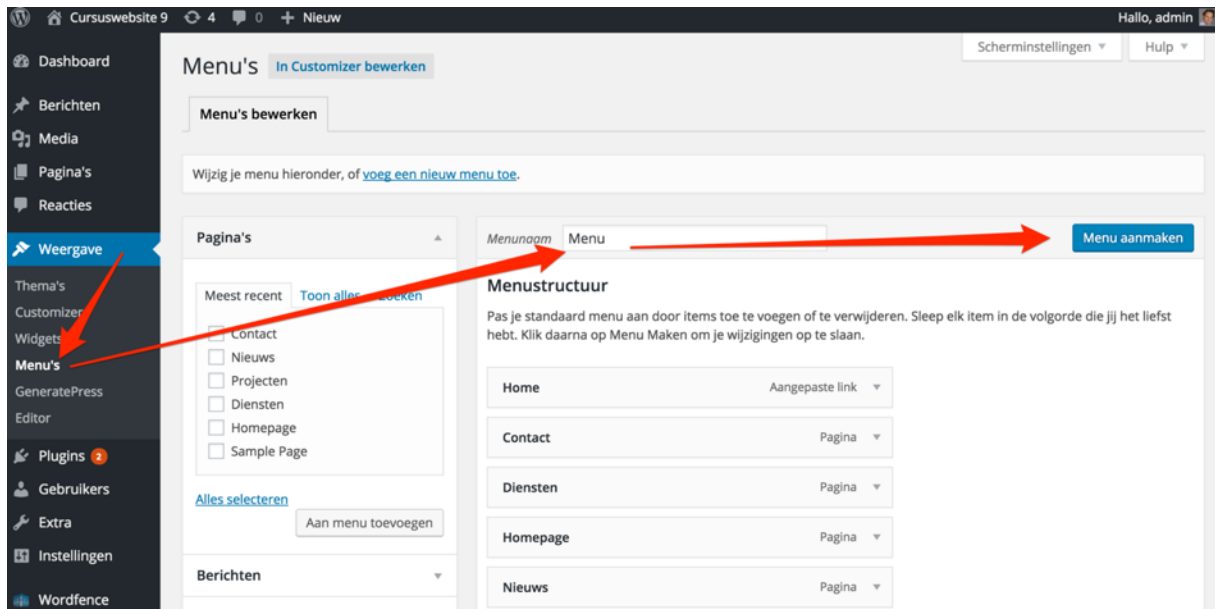 Cursuswebsite 9 4 0 + Nieuw Hallo, admin
Scherminstellingen Hulp
Dashboard
Berichten
Media
Pagina's
Reacties
Weergave
Thema's
Customizer
Widgets
Menu's
GeneratePress
Editor
Plugins 2
Gebruikers
Extra
Instellingen
Wordfence
Menu's In Customizer bewerken
Menu's bewerken
Wijzig je menu hieronder, of voeg een nieuw menu toe.
Pagina's
Meest recent Toon alles Zoeken
Contact
Nieuws
Projecten
Diensten
Homepage
Sample Page
Alles selecteren
Aan menu toevoegen
Berichten
Menunaam Menu Menu aanmaken
Menustructuur
Pas je standaard menu aan door items toe te voegen of te verwijderen. Sleep elk item in de volgorde die jij het liefst
hebt. Klik daarna op Menu Maken om je wijzigingen op te slaan.
Home Aangepaste link
Contact Pagina
Diensten Pagina
Homepage Pagina
Nieuws Pagina